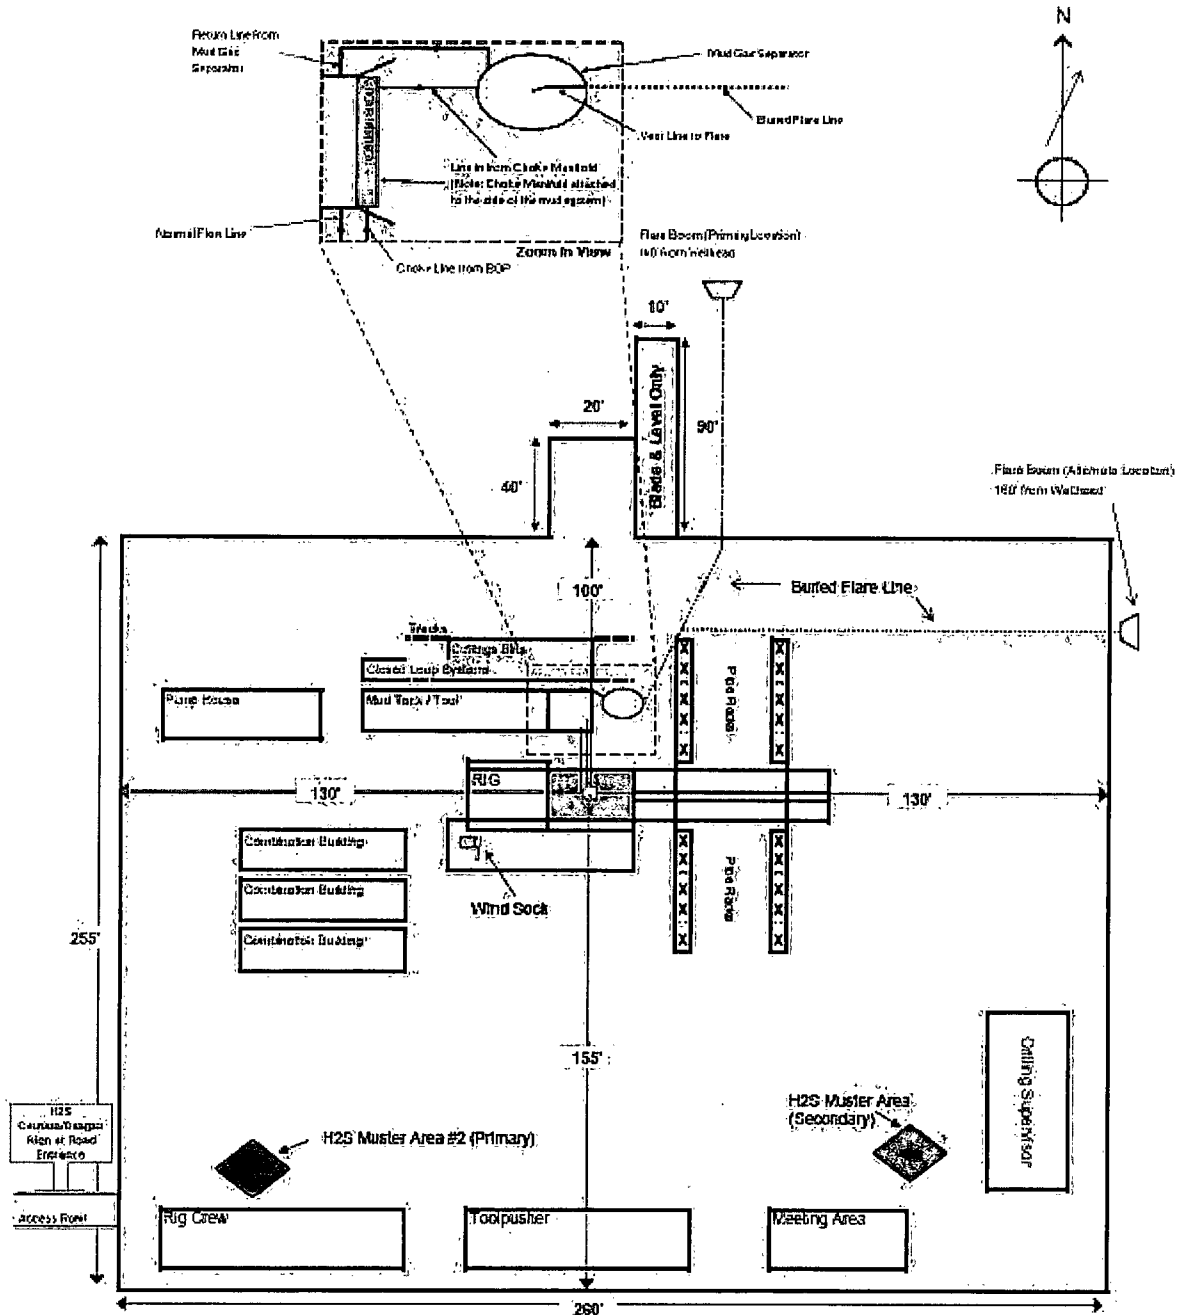 Return Line from
Mud Gas
Separator
Mud Gas Separator
N
Buried Flare Line
Vent Line to Flare
Line in from Choke Manifold
(Note: Choke Manifold attached
to the side of the mud system)
Normal Flow Line
Choke Line from BOP
Zoom In View
Flare Boom (Primary Location)
from Wellhead
10'
20'
90'
40'
Blade & Level Only
Flare Boom (Alternate Location)
from Wellhead
100'
Buried Flare Line
Tracks
Cuttings Bins
Closed Loop System
Mud Tack / Tool
House
Pipe Racks
RIG
130'
130'
Combination Building
Combination Building
Combination Building
Wind Sock
Pipe Racks
255'
155'
Drilling Supervisor
H2S
Sign at Road
Entrance
H2S Muster Area #2 (Primary)
H2S Muster Area
(Secondary)
Access Point
Rig Crew
Toolpusher
Meeting Area
260'